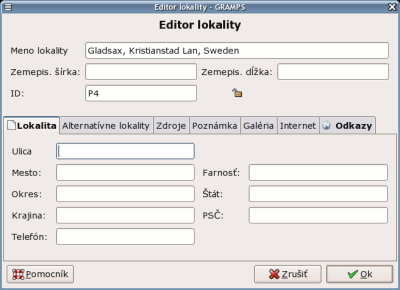 Editor lokality - GRAMPS
Editor lokality
Meno lokality Gladsax, Kristianstad Lan, Sweden
Zemepis. šírka: Zemepis. dĺžka:
ID: P4
Lokalita Alternatívne lokality Zdroje Poznámka Galéria Internet Odkazy
Ulica
Mesto: Farnosť:
Okres: Štát:
Krajina: PSČ:
Telefón:
Pomocník Zrušiť Ok